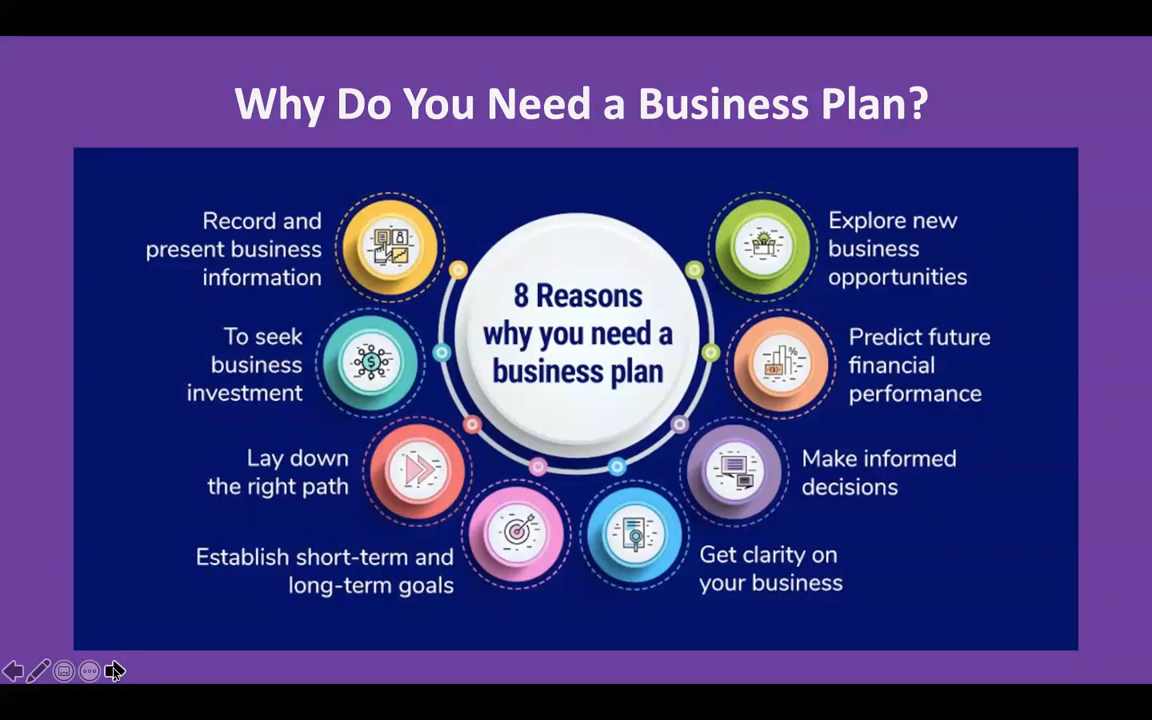 Why Do You Need a Business Plan?
8 Reasons
why you need a
business plan
Record and
present business
information
To seek
business
investment
Lay down
the right path
Establish short-term and
long-term goals
Get clarity on
your business
Make informed
decisions
Predict future
financial
performance
%
Explore new
business
opportunities